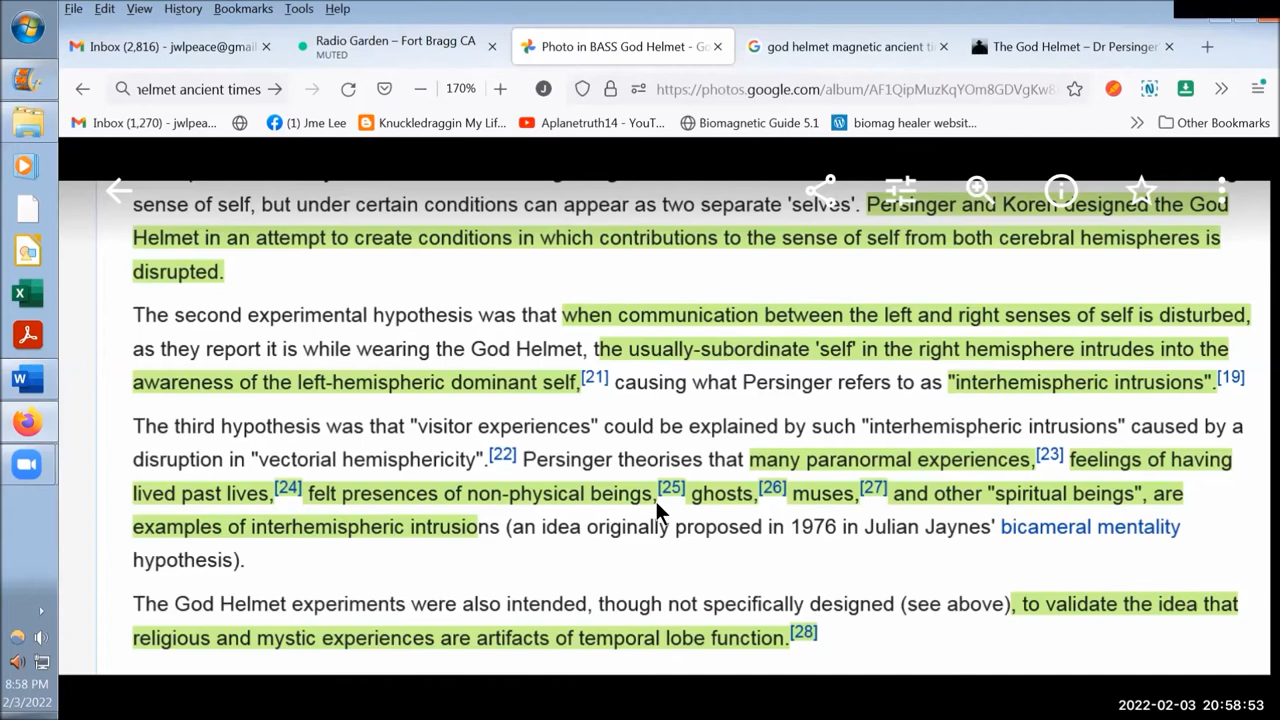 File Edit View History Bookmarks Tools Help
Inbox (2,816) - jwlpeace@gmail
Radio Garden – Fort Bragg CA
MUTED
Photo in BASS God Helmet - Go
god helmet magnetic ancient ti
The God Helmet – Dr Persinger
helmet ancient times
170%
J
https://photos.google.com/album/AF1QipMuzKqYOm8GDVgKw8
Inbox (1,270) - jwlpea...
(1) Jme Lee
Knuckledraggin My Lif...
Aplanetruth14 - YouT...
Biomagnetic Guide 5.1
biomag healer websit...
Other Bookmarks
sense of self, but under certain conditions can appear as two separate 'selves'. Persinger and Koren designed the God
Helmet in an attempt to create conditions in which contributions to the sense of self from both cerebral hemispheres is
disrupted.
The second experimental hypothesis was that when communication between the left and right senses of self is disturbed,
as they report it is while wearing the God Helmet, the usually-subordinate 'self' in the right hemisphere intrudes into the
awareness of the left-hemispheric dominant self,[21] causing what Persinger refers to as "interhemispheric intrusions".[19]
The third hypothesis was that "visitor experiences" could be explained by such "interhemispheric intrusions" caused by a
disruption in "vectorial hemisphericity".[22] Persinger theorises that many paranormal experiences,[23] feelings of having
lived past lives,[24] felt presences of non-physical beings,[25] ghosts,[26] muses,[27] and other "spiritual beings", are
examples of interhemispheric intrusions (an idea originally proposed in 1976 in Julian Jaynes' bicameral mentality
hypothesis).
The God Helmet experiments were also intended, though not specifically designed (see above), to validate the idea that
religious and mystic experiences are artifacts of temporal lobe function.[28]
8:58 PM
2/3/2022
2022-02-03 20:58:53